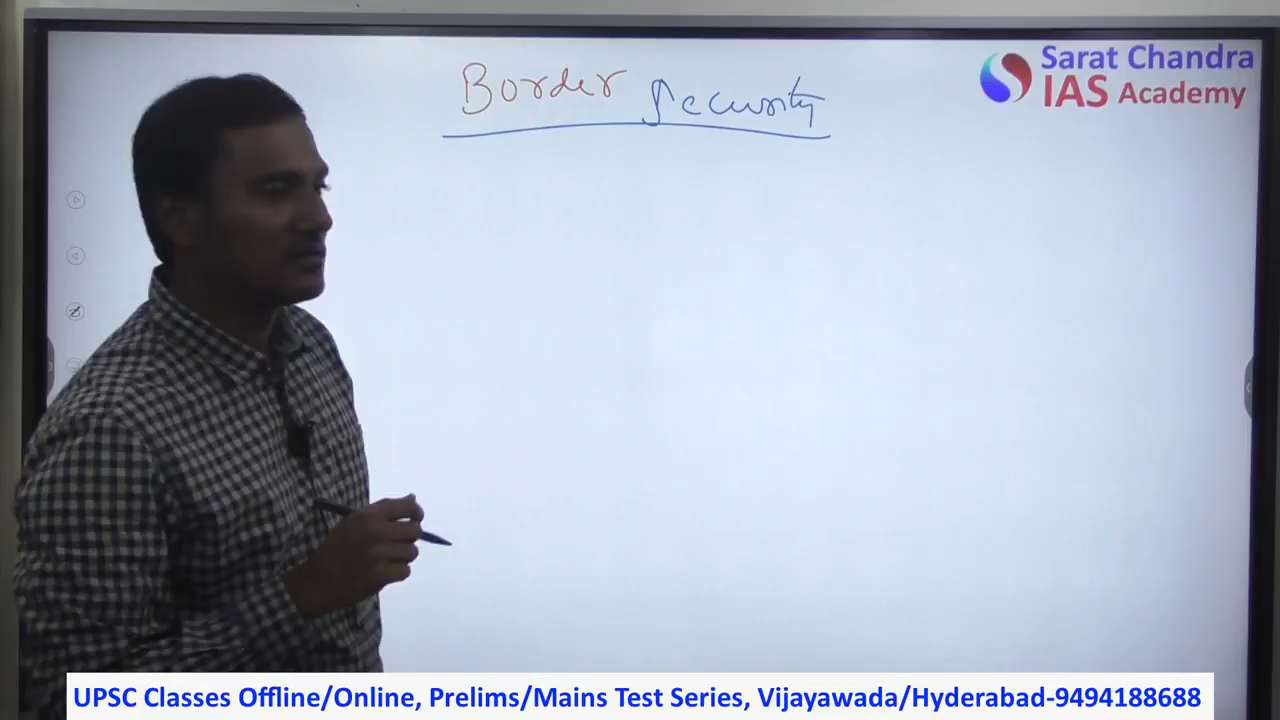 Border Security
Sarat Chandra
IAS Academy
UPSC Classes Offline/Online, Prelims/Mains Test Series, Vijayawada/Hyderabad-9494188688